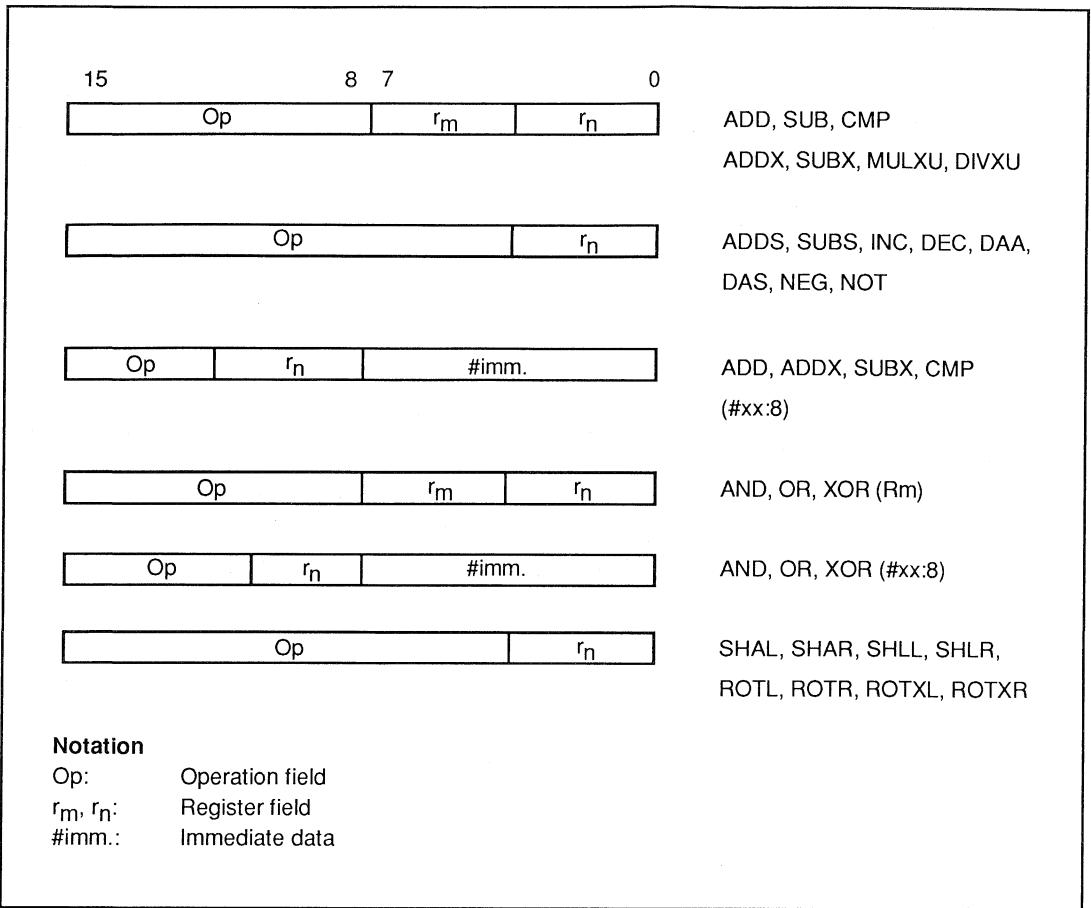 15 8 7 0
Op rm rn ADD, SUB, CMP
ADDX, SUBX, MULXU, DIVXU
Op rn ADDS, SUBS, INC, DEC, DAA,
DAS, NEG, NOT
Op rn #imm. ADD, ADDX, SUBX, CMP
(#xx:8)
Op rm rn AND, OR, XOR (Rm)
Op rn #imm. AND, OR, XOR (#xx:8)
Op rn SHAL, SHAR, SHLL, SHLR,
ROTL, ROTR, ROTXL, ROTXR
Notation
Op: Operation field
rm, rn: Register field
#imm.: Immediate data